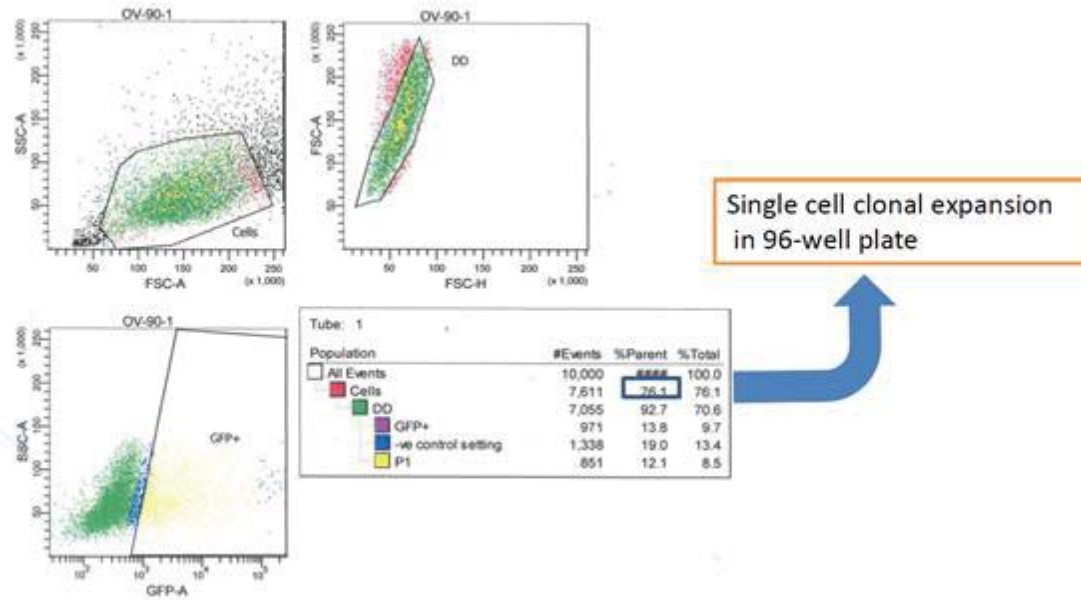 OV-90-1
SSC-A
(x 1,000)
50 100 150 200 250
Cells
50 100 150 200 250
(x 1,000)
FSC-A
OV-90-1
FSC-A
(x 1,000)
50 100 150 200 250
DD
50 100 150 200 250
(x 1,000)
FSC-H
Single cell clonal expansion
in 96-well plate
OV-90-1
SSC-A
(x 1,000)
50 100 150 200 250
GFP+
10² 10³ 10⁴ 10⁵
GFP-A
Tube: 1
Population #Events %Parent %Total
All Events 10,000 #### 100.0
Cells 7,611 76.1 76.1
DD 7,055 92.7 70.6
GFP+ 971 13.8 9.7
-ve control setting 1,338 19.0 13.4
P1 851 12.1 8.5